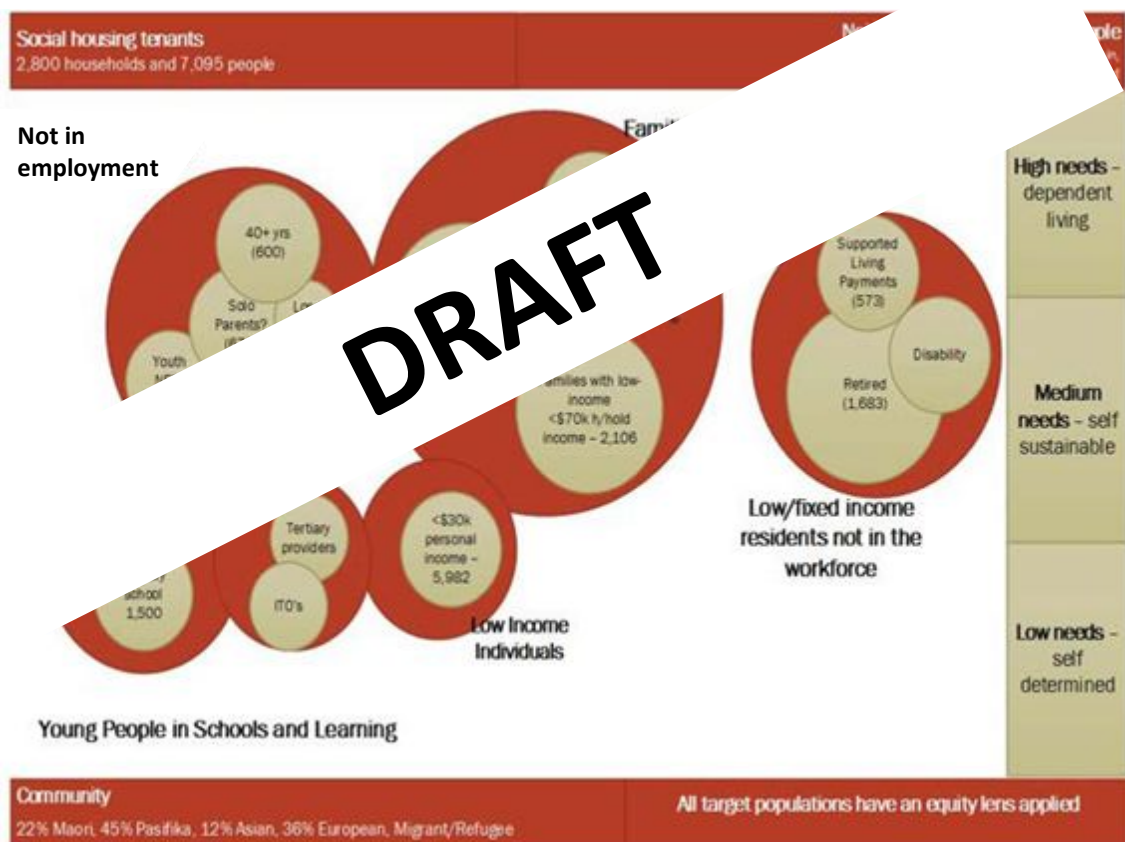 Social housing tenants
2,800 households and 7,095 people
Not in
employment
40+ yrs
(600)
Solo
Parents?
Youth
DRAFT
Supported
Living
Payments
(573)
Disability
Retired
(1,683)
High needs –
dependent
living
Medium
needs – self
sustainable
Low needs –
self
determined
with low-
income
<$70k h/hold
income – 2,106
Low/fixed income
residents not in the
workforce
Tertiary
providers
ITO's
<$30k
personal
income –
5,982
school
1,500
Low Income
Individuals
Young People in Schools and Learning
Community
22% Maori, 45% Pasifika, 12% Asian, 36% European, Migrant/Refugee
All target populations have an equity lens applied